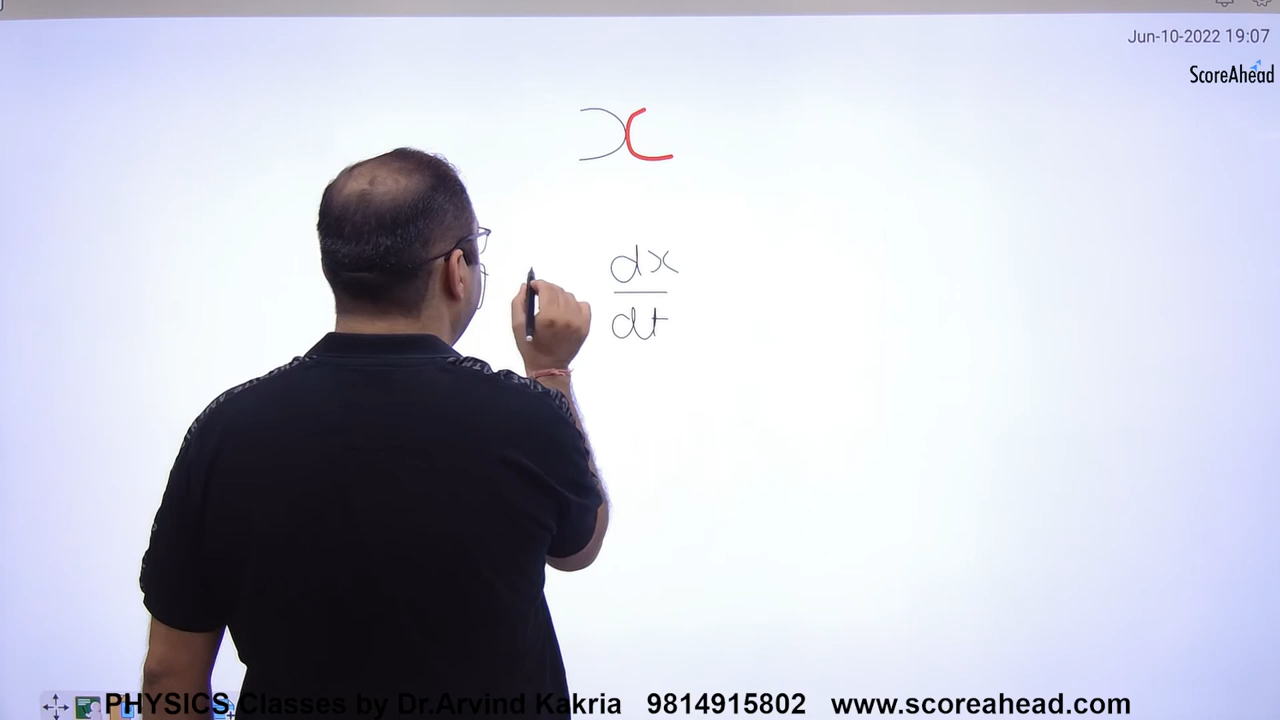 Jun-10-2022 19:07
ScoreAhead
x
dx
dt
PHYSICS Classes by Dr.Arvind Kakria 9814915802 www.scoreahead.com